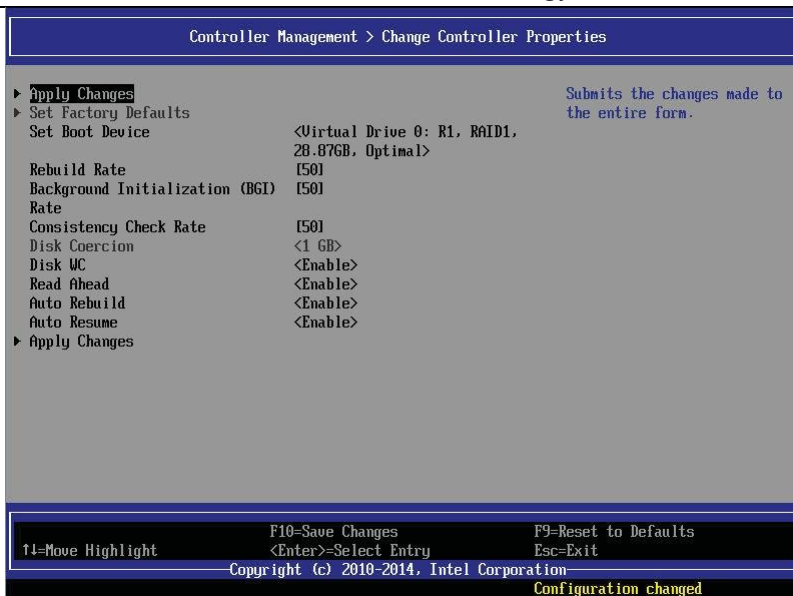 Controller Management > Change Controller Properties
Apply Changes
Submits the changes made to
Set Factory Defaults
the entire form.
Set Boot Device <Virtual Drive 0: R1, RAID1,
28.87GB, Optimal>
Rebuild Rate [50]
Background Initialization (BGI) [50]
Rate
Consistency Check Rate [50]
Disk Coercion <1 GB>
Disk WC <Enable>
Read Ahead <Enable>
Auto Rebuild <Enable>
Auto Resume <Enable>
Apply Changes
F10=Save Changes F9=Reset to Defaults
↑↓=Move Highlight <Enter>=Select Entry Esc=Exit
Copyright (c) 2010-2014, Intel Corporation
Configuration changed